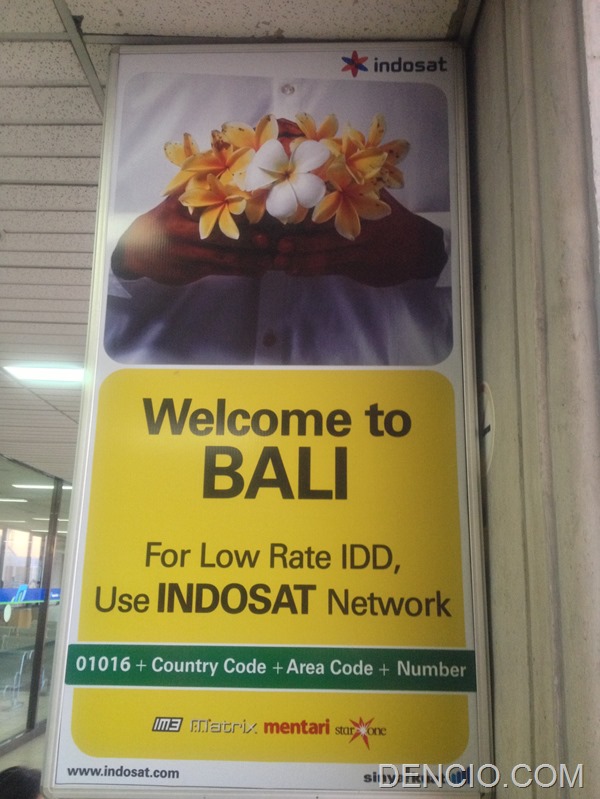 indosat
Welcome to
BALI
For Low Rate IDD,
Use INDOSAT Network
01016 + Country Code + Area Code + Number
IM3 Matrix mentari starone
www.indosat.com
DENCIO.COM